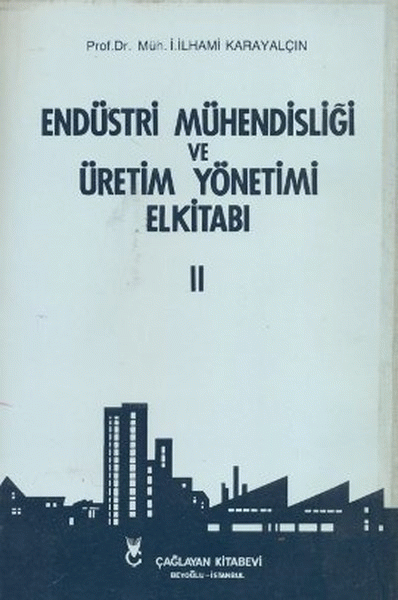 Prof.Dr. Müh. İ.İLHAMİ KARAYALÇIN
ENDÜSTRİ MÜHENDİSLİĞİ
VE
ÜRETİM YÖNETİMİ
ELKİTABI
II
ÇAĞLAYAN KİTABEVİ
BEYOĞLU-İSTANBUL